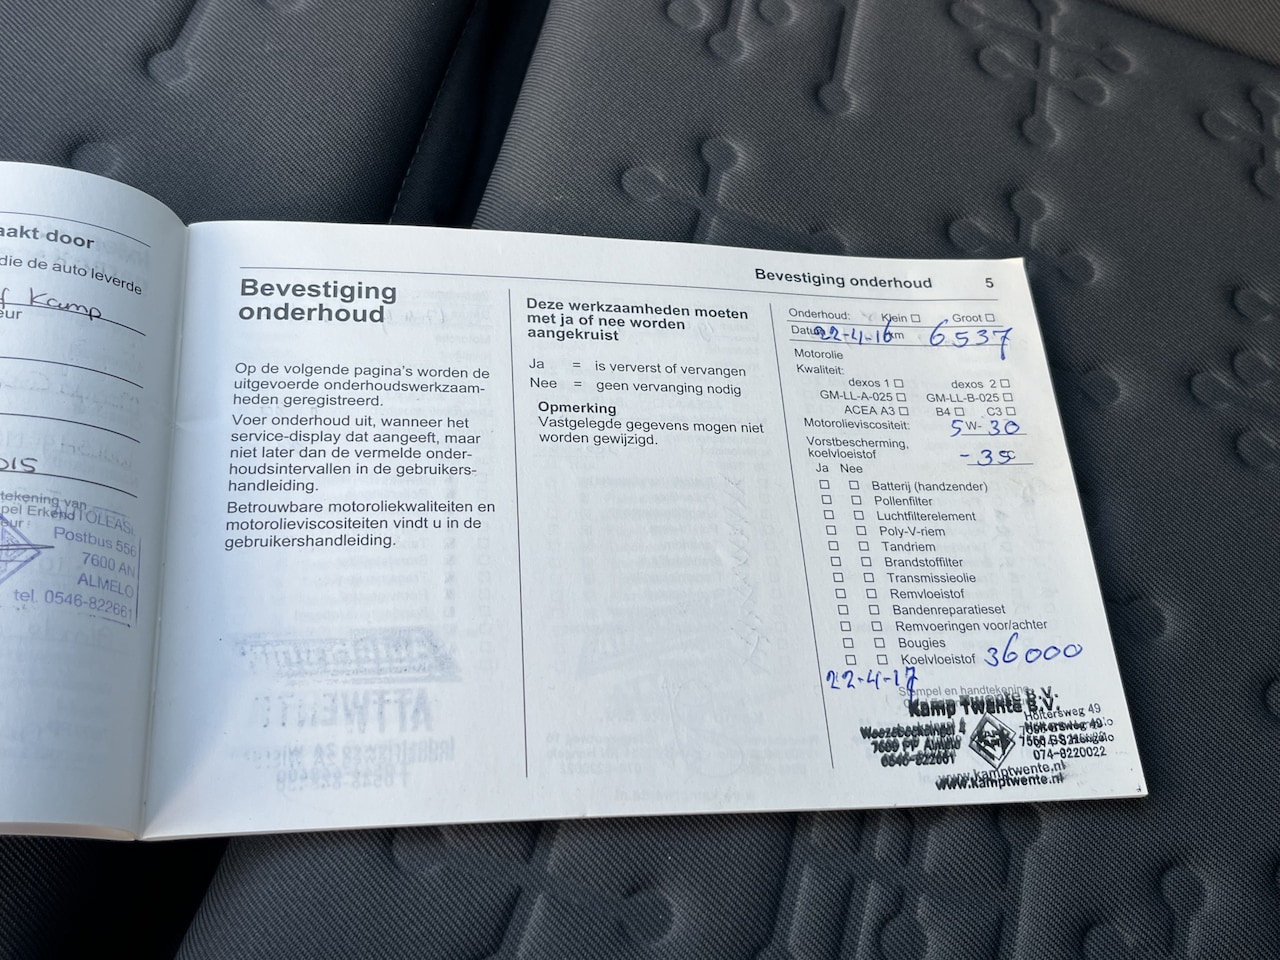 aakt door
die de auto leverde
Kamp
eur
tekening van
pel Erkend
eur
AUTOLEASE
Postbus 556
7600 AN
ALMELO
tel. 0546-822661
Bevestiging onderhoud 5
Bevestiging
onderhoud
Op de volgende pagina's worden de
uitgevoerde onderhoudswerkzaam-
heden geregistreerd.
Voer onderhoud uit, wanneer het
service-display dat aangeeft, maar
niet later dan de vermelde onder-
houdsintervallen in de gebruikers-
handleiding.
Betrouwbare motoroliekwaliteiten en
motorolieviscositeiten vindt u in de
gebruikershandleiding.
Deze werkzaamheden moeten
met ja of nee worden
aangekruist
Ja = is ververst of vervangen
Nee = geen vervanging nodig
Opmerking
Vastgelegde gegevens mogen niet
worden gewijzigd.
Onderhoud: Klein Groot
Datum 22-4-16 km 6537
Motorolie
Kwaliteit:
dexos 1 dexos 2
GM-LL-A-025 GM-LL-B-025
ACEA A3 B4 C3
Motorolieviscositeit: 5W-30
Vorstbescherming,
koelvloeistof -35
Ja Nee
Batterij (handzender)
Pollenfilter
Luchtfilterelement
Poly-V-riem
Tandriem
Brandstoffilter
Transmissieolie
Remvloeistof
Bandenreparatieset
Remvoeringen voor/achter
Bougies
Koelvloeistof 36000
22-4-17
Stempel en handtekening
Kamp Twente B.V.
Weezebeeksingel 4
7609 PP Almelo
0546-822661
Holtersweg 49
074-8220022
www.kamptwente.nl